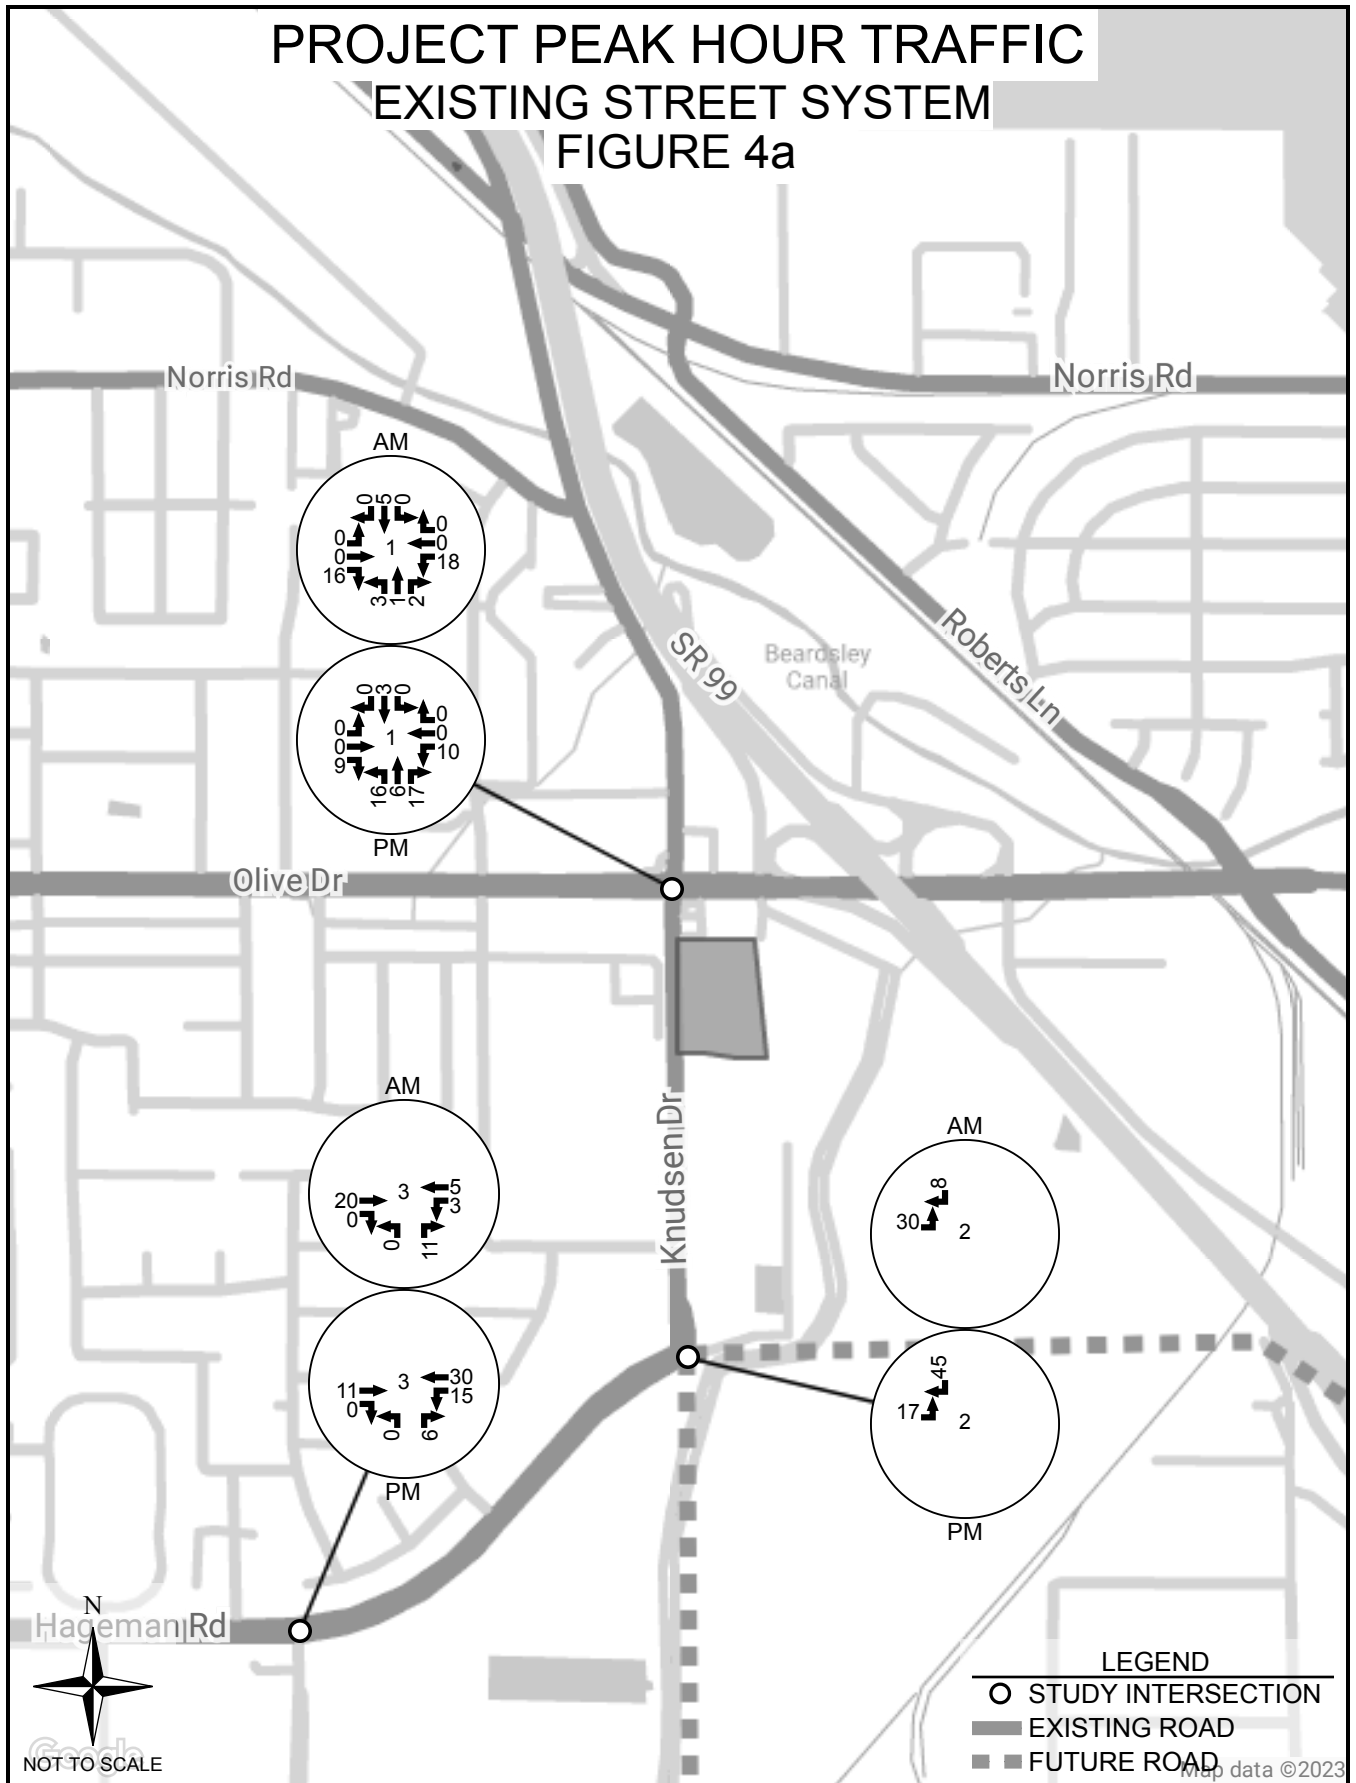 PROJECT PEAK HOUR TRAFFIC
EXISTING STREET SYSTEM
FIGURE 4a
Norris Rd
Norris Rd
AM
0 5 0
0
0
16
1
0
0
18
3 1 2
SR 99
Beardsley
Canal
Roberts Ln
0 3 0
0
0
9
1
0
0
10
16 6 17
PM
Olive Dr
Knudsen Dr
AM
20
0
3
5
3
0 11
11
0
3
30
15
0 6
PM
AM
8
30
2
45
17
2
PM
Hageman Rd
N
NOT TO SCALE
Google
LEGEND
STUDY INTERSECTION
EXISTING ROAD
FUTURE ROAD
Map data ©2023